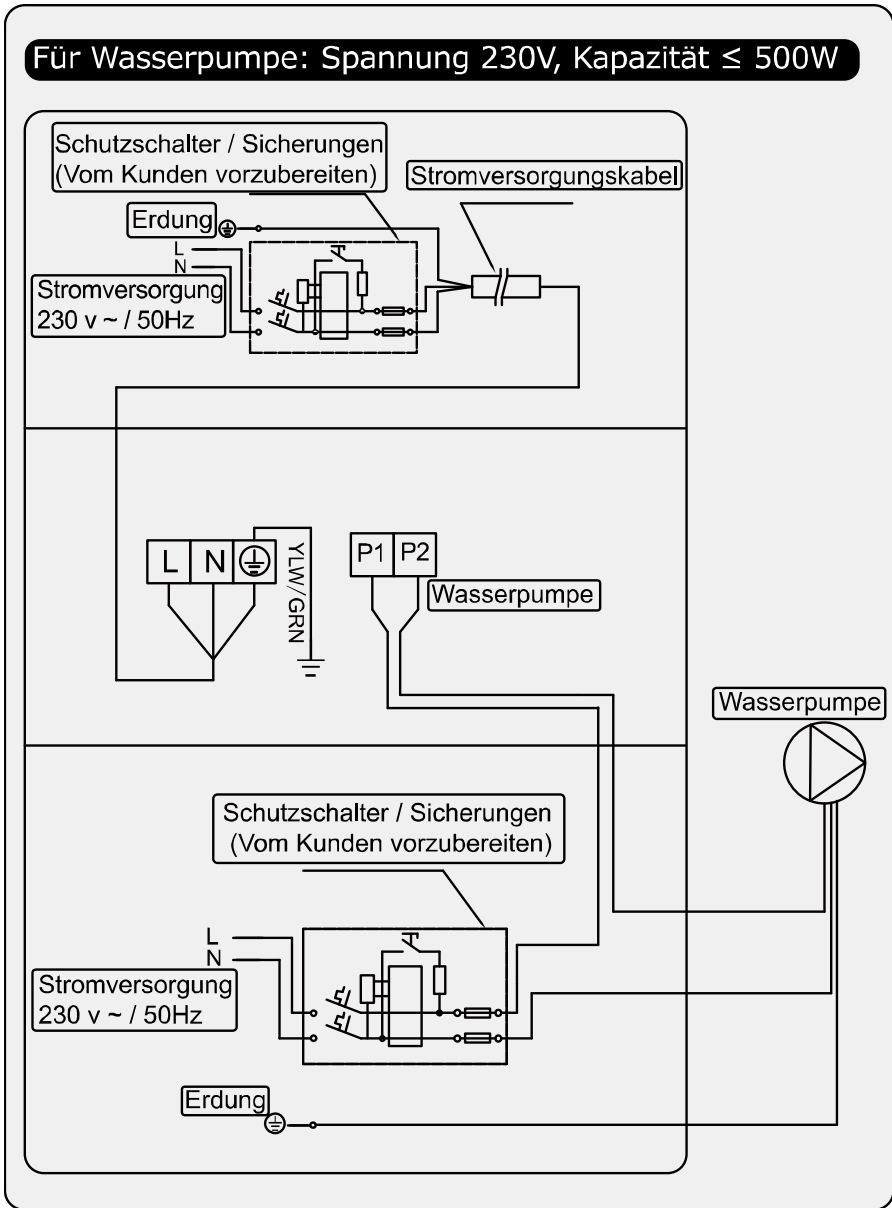 Für Wasserpumpe: Spannung 230V, Kapazität ≤ 500W
Schutzschalter / Sicherungen
(Vom Kunden vorzubereiten)
Stromversorgungskabel
Erdung
L
N
Stromversorgung
230 v ~ / 50Hz
L N
YLW/GRN
P1 P2
Wasserpumpe
Wasserpumpe
Schutzschalter / Sicherungen
(Vom Kunden vorzubereiten)
L
N
Stromversorgung
230 v ~ / 50Hz
Erdung